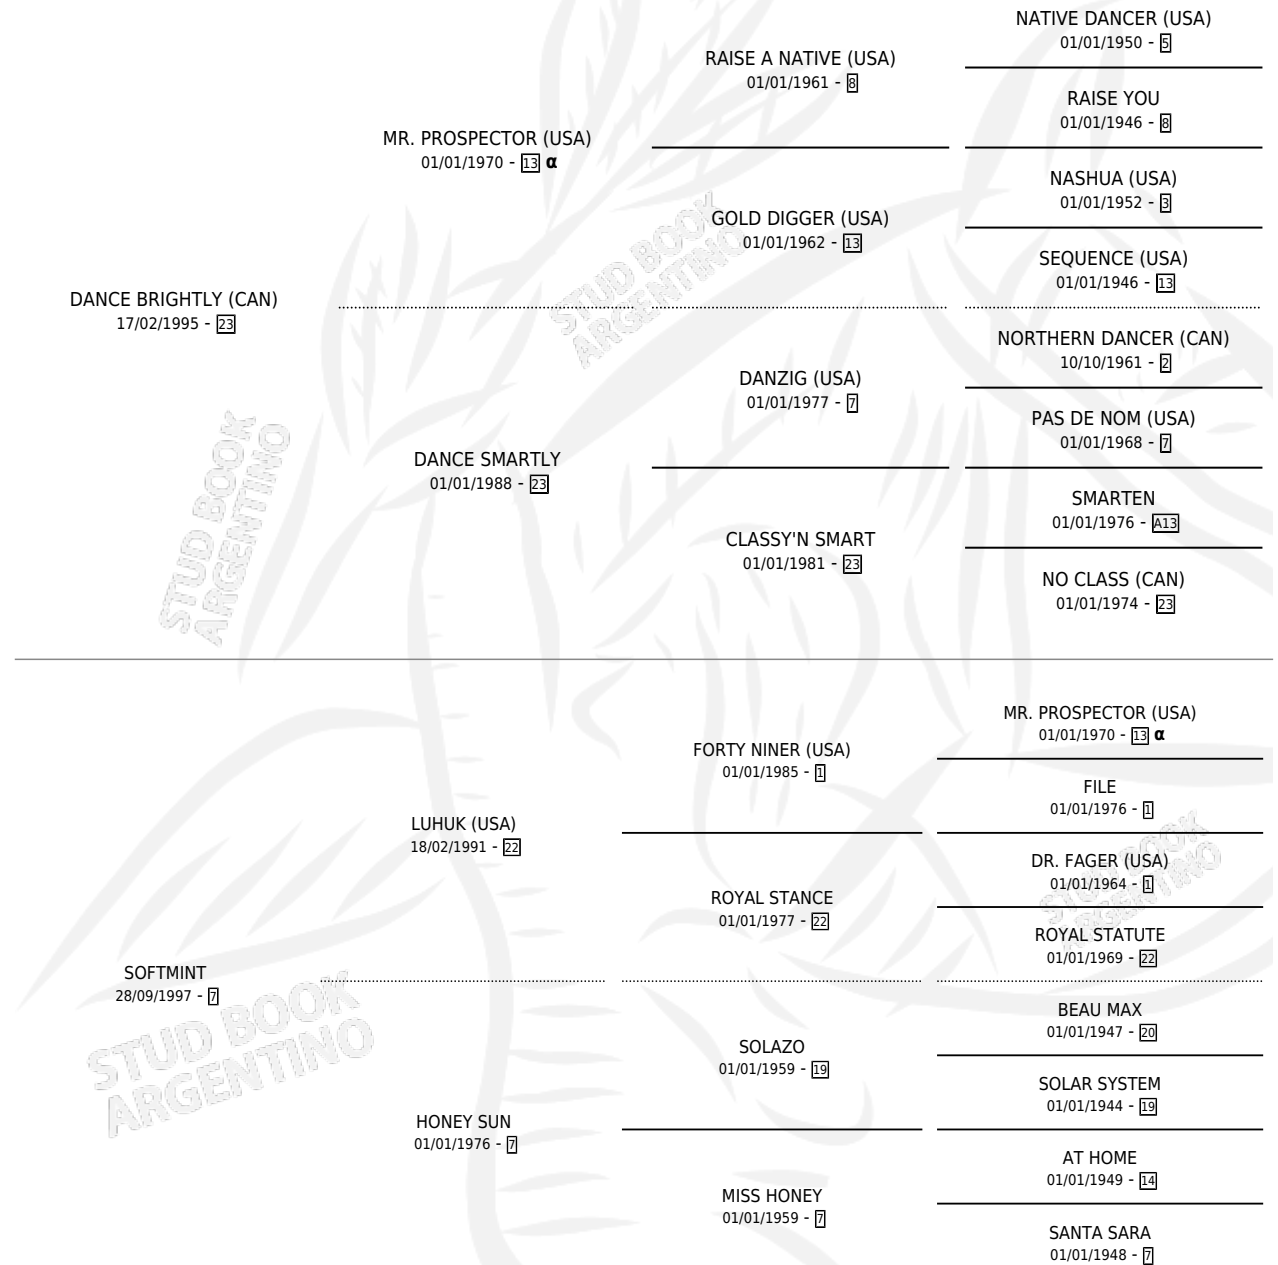 NATIVE DANCER (USA)
01/01/1950 - 5
RAISE A NATIVE (USA)
01/01/1961 - 8
RAISE YOU
01/01/1946 - 8
MR. PROSPECTOR (USA)
01/01/1970 - 13 α
NASHUA (USA)
01/01/1952 - 3
GOLD DIGGER (USA)
01/01/1962 - 13
SEQUENCE (USA)
01/01/1946 - 13
DANCE BRIGHTLY (CAN)
17/02/1995 - 23
NORTHERN DANCER (CAN)
10/10/1961 - 2
DANZIG (USA)
01/01/1977 - 7
PAS DE NOM (USA)
01/01/1968 - 7
DANCE SMARTLY
01/01/1988 - 23
SMARTEN
01/01/1976 - A13
CLASSY'N SMART
01/01/1981 - 23
NO CLASS (CAN)
01/01/1974 - 23
MR. PROSPECTOR (USA)
01/01/1970 - 13 α
FORTY NINER (USA)
01/01/1985 - 1
FILE
01/01/1976 - 1
LUHUK (USA)
18/02/1991 - 22
DR. FAGER (USA)
01/01/1964 - 1
ROYAL STANCE
01/01/1977 - 22
ROYAL STATUTE
01/01/1969 - 22
SOFTMINT
28/09/1997 - 7
BEAU MAX
01/01/1947 - 20
SOLAZO
01/01/1959 - 19
SOLAR SYSTEM
01/01/1944 - 19
HONEY SUN
01/01/1976 - 7
AT HOME
01/01/1949 - 14
MISS HONEY
01/01/1959 - 7
SANTA SARA
01/01/1948 - 7
STUD BOOK
ARGENTINO
STUD BOOK
ARGENTINO
STUD BOOK
ARGENTINO
STUD BOOK
ARGENTINO